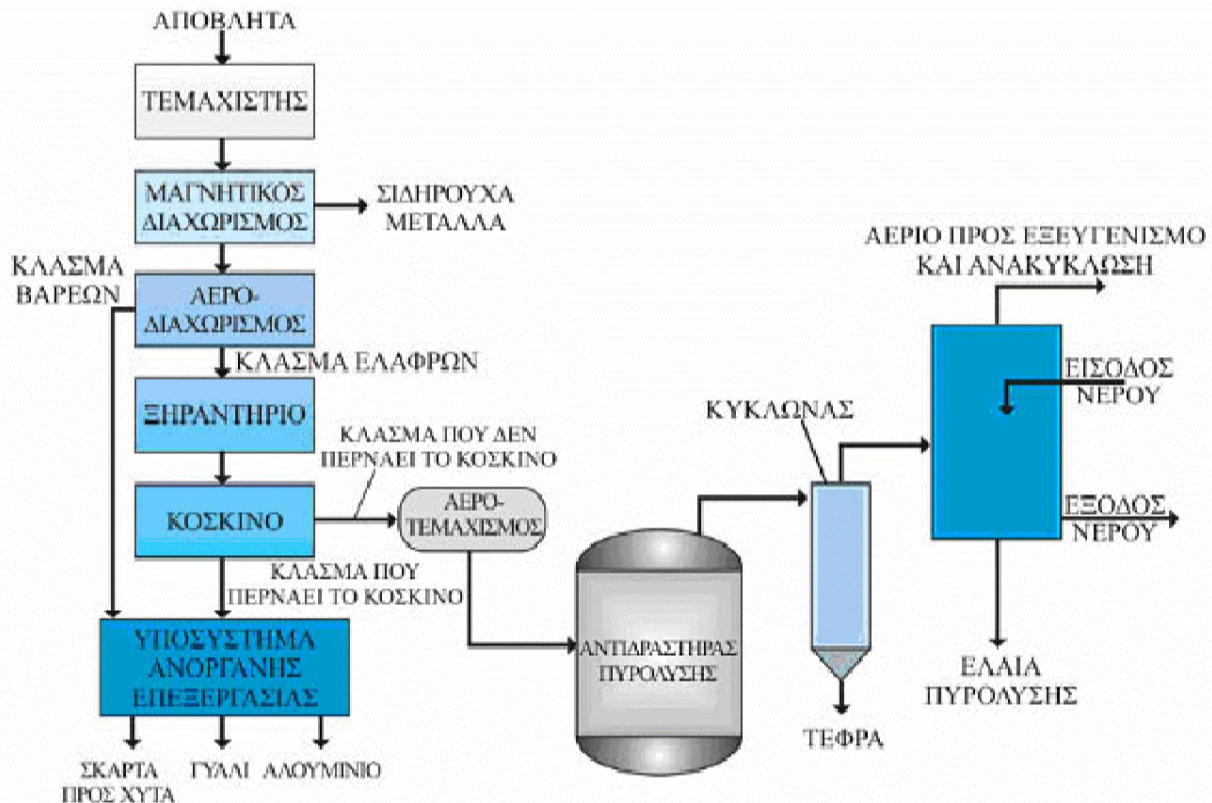 ΑΠΟΒΛΗΤΑ
ΤΕΜΑΧΙΣΤΗΣ
ΜΑΓΝΗΤΙΚΟΣ
ΔΙΑΧΩΡΙΣΜΟΣ
ΣΙΔΗΡΟΥΧΑ
ΜΕΤΑΛΛΑ
ΚΛΑΣΜΑ
ΒΑΡΕΩΝ
ΑΕΡΟ-
ΔΙΑΧΩΡΙΣΜΟΣ
ΚΛΑΣΜΑ ΕΛΑΦΡΩΝ
ΞΗΡΑΝΤΗΡΙΟ
ΚΛΑΣΜΑ ΠΟΥ ΔΕΝ
ΠΕΡΝΑΕΙ ΤΟ ΚΟΣΚΙΝΟ
ΚΟΣΚΙΝΟ
ΑΕΡΟ-
ΤΕΜΑΧΙΣΜΟΣ
ΚΛΑΣΜΑ ΠΟΥ
ΠΕΡΝΑΕΙ ΤΟ ΚΟΣΚΙΝΟ
ΥΠΟΣΥΣΤΗΜΑ
ΑΝΟΡΓΑΝΗΣ
ΕΠΕΞΕΡΓΑΣΙΑΣ
ΣΚΑΡΤΑ
ΠΡΟΣ ΧΥΤΑ
ΓΥΑΛΙ
ΑΛΟΥΜΙΝΙΟ
ΑΝΤΙΔΡΑΣΤΗΡΑΣ
ΠΥΡΟΛΥΣΗΣ
ΚΥΚΛΩΝΑΣ
ΤΕΦΡΑ
ΑΕΡΙΟ ΠΡΟΣ ΕΞΕΥΓΕΝΙΣΜΟ
ΚΑΙ ΑΝΑΚΥΚΛΩΣΗ
ΕΙΣΟΔΟΣ
ΝΕΡΟΥ
ΕΞΟΔΟΣ
ΝΕΡΟΥ
ΕΛΑΙΑ
ΠΥΡΟΛΥΣΗΣ